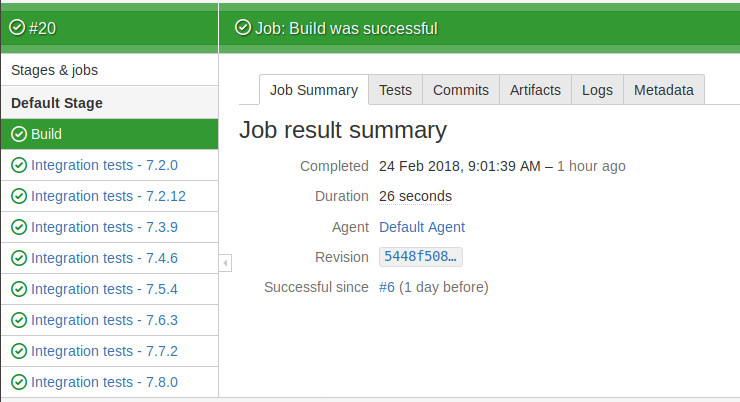 #20
Job: Build was successful
Stages & jobs
Default Stage
Build
Integration tests - 7.2.0
Integration tests - 7.2.12
Integration tests - 7.3.9
Integration tests - 7.4.6
Integration tests - 7.5.4
Integration tests - 7.6.3
Integration tests - 7.7.2
Integration tests - 7.8.0
Job Summary Tests Commits Artifacts Logs Metadata
Job result summary
Completed 24 Feb 2018, 9:01:39 AM – 1 hour ago
Duration 26 seconds
Agent Default Agent
Revision 5448f508…
Successful since #6 (1 day before)